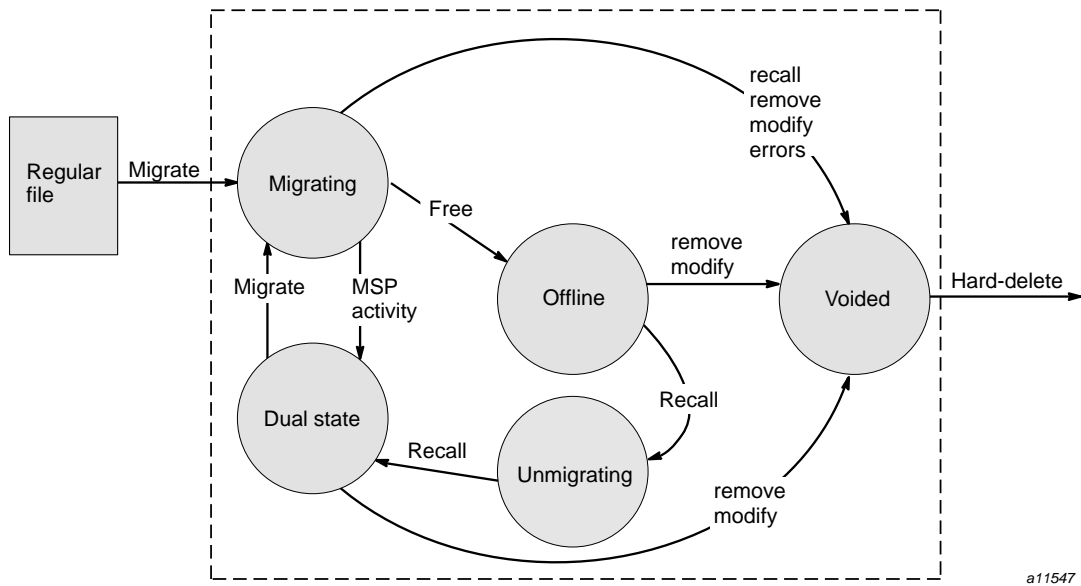 recall
remove
modify
errors
Regular
file
Migrate
Migrating
Free
remove
modify
Hard-delete
Migrate
MSP
activity
Offline
Voided
Dual state
Recall
Recall
Unmigrating
remove
modify
a11547